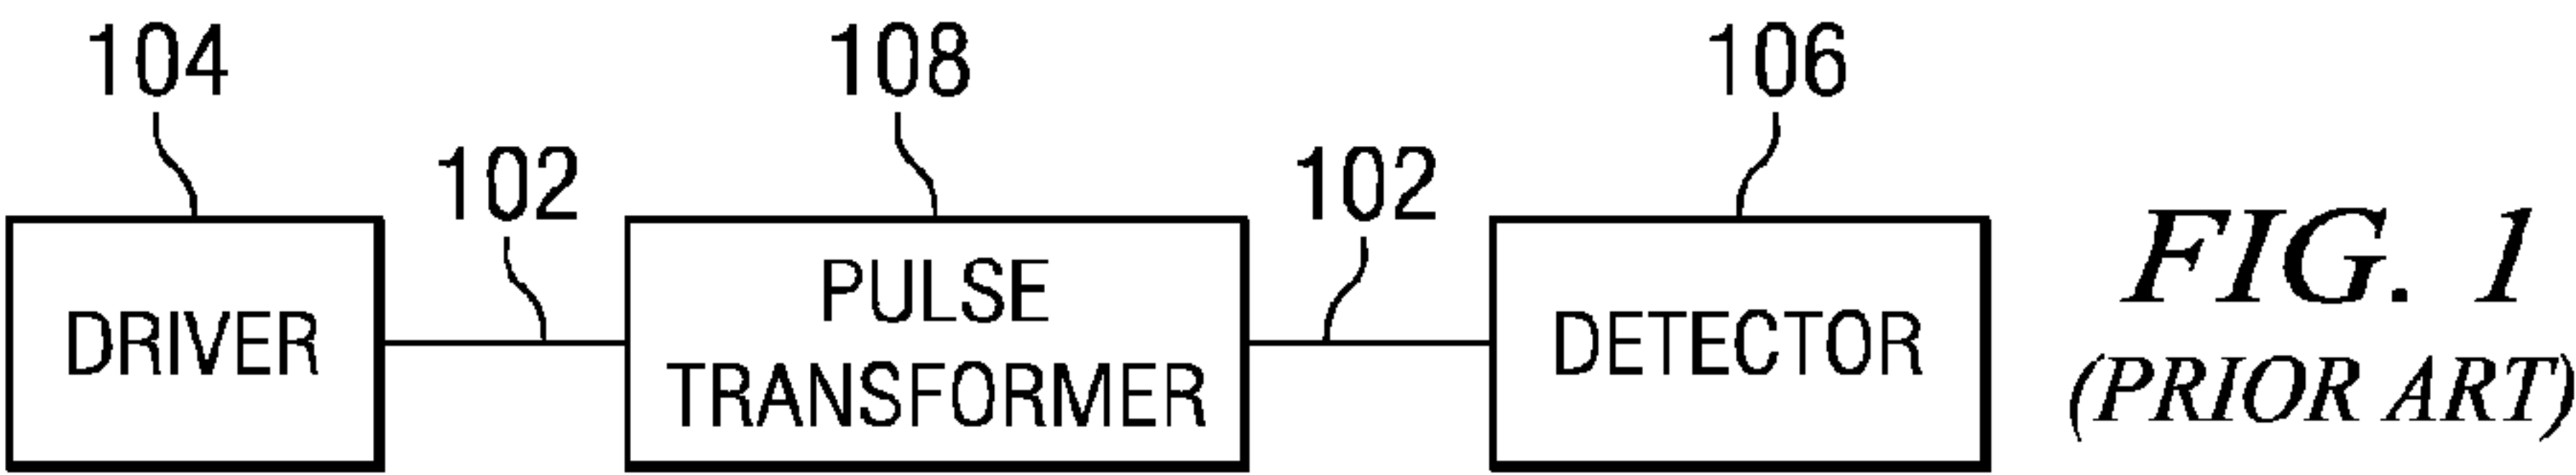 104
108
106
102
102
DRIVER
PULSE
TRANSFORMER
DETECTOR
FIG. 1
(PRIOR ART)